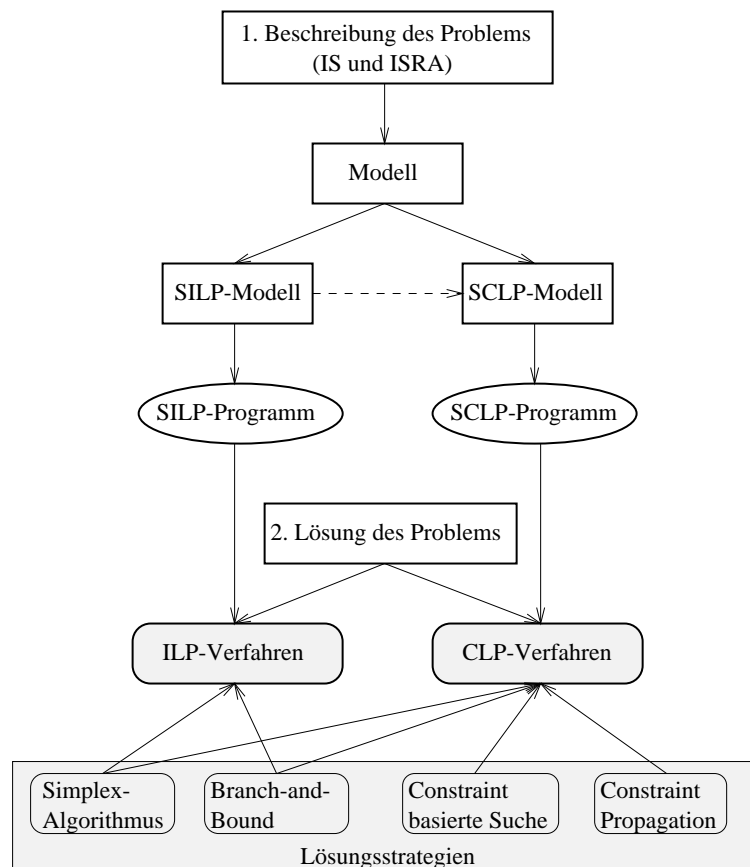 1. Beschreibung des Problems
(IS und ISRA)
Modell
SILP-Modell
SCLP-Modell
SILP-Programm
SCLP-Programm
2. Lösung des Problems
ILP-Verfahren
CLP-Verfahren
Simplex-
Algorithmus
Branch-and-
Bound
Constraint
basierte Suche
Constraint
Propagation
Lösungsstrategien